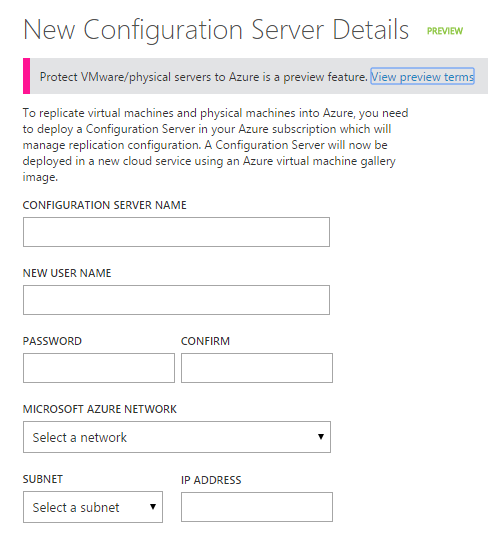 New Configuration Server Details PREVIEW
Protect VMware/physical servers to Azure is a preview feature. View preview terms
To replicate virtual machines and physical machines into Azure, you need
to deploy a Configuration Server in your Azure subscription which will
manage replication configuration. A Configuration Server will now be
deployed in a new cloud service using an Azure virtual machine gallery
image.
CONFIGURATION SERVER NAME
NEW USER NAME
PASSWORD CONFIRM
MICROSOFT AZURE NETWORK
Select a network
SUBNET IP ADDRESS
Select a subnet